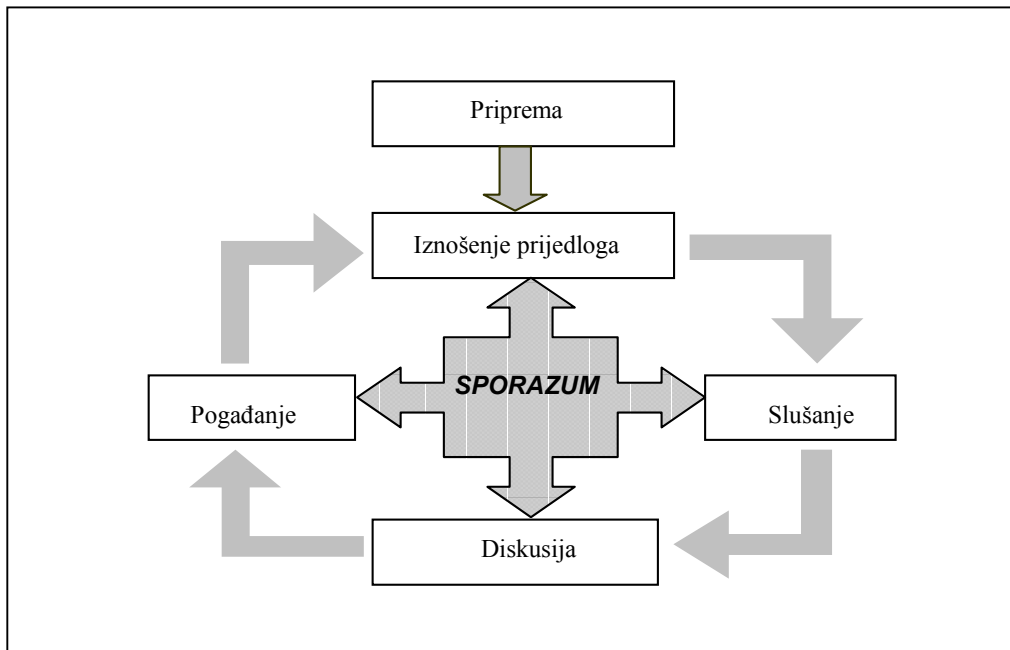 Priprema
Iznošenje prijedloga
SPORAZUM
Pogađanje
Slušanje
Diskusija